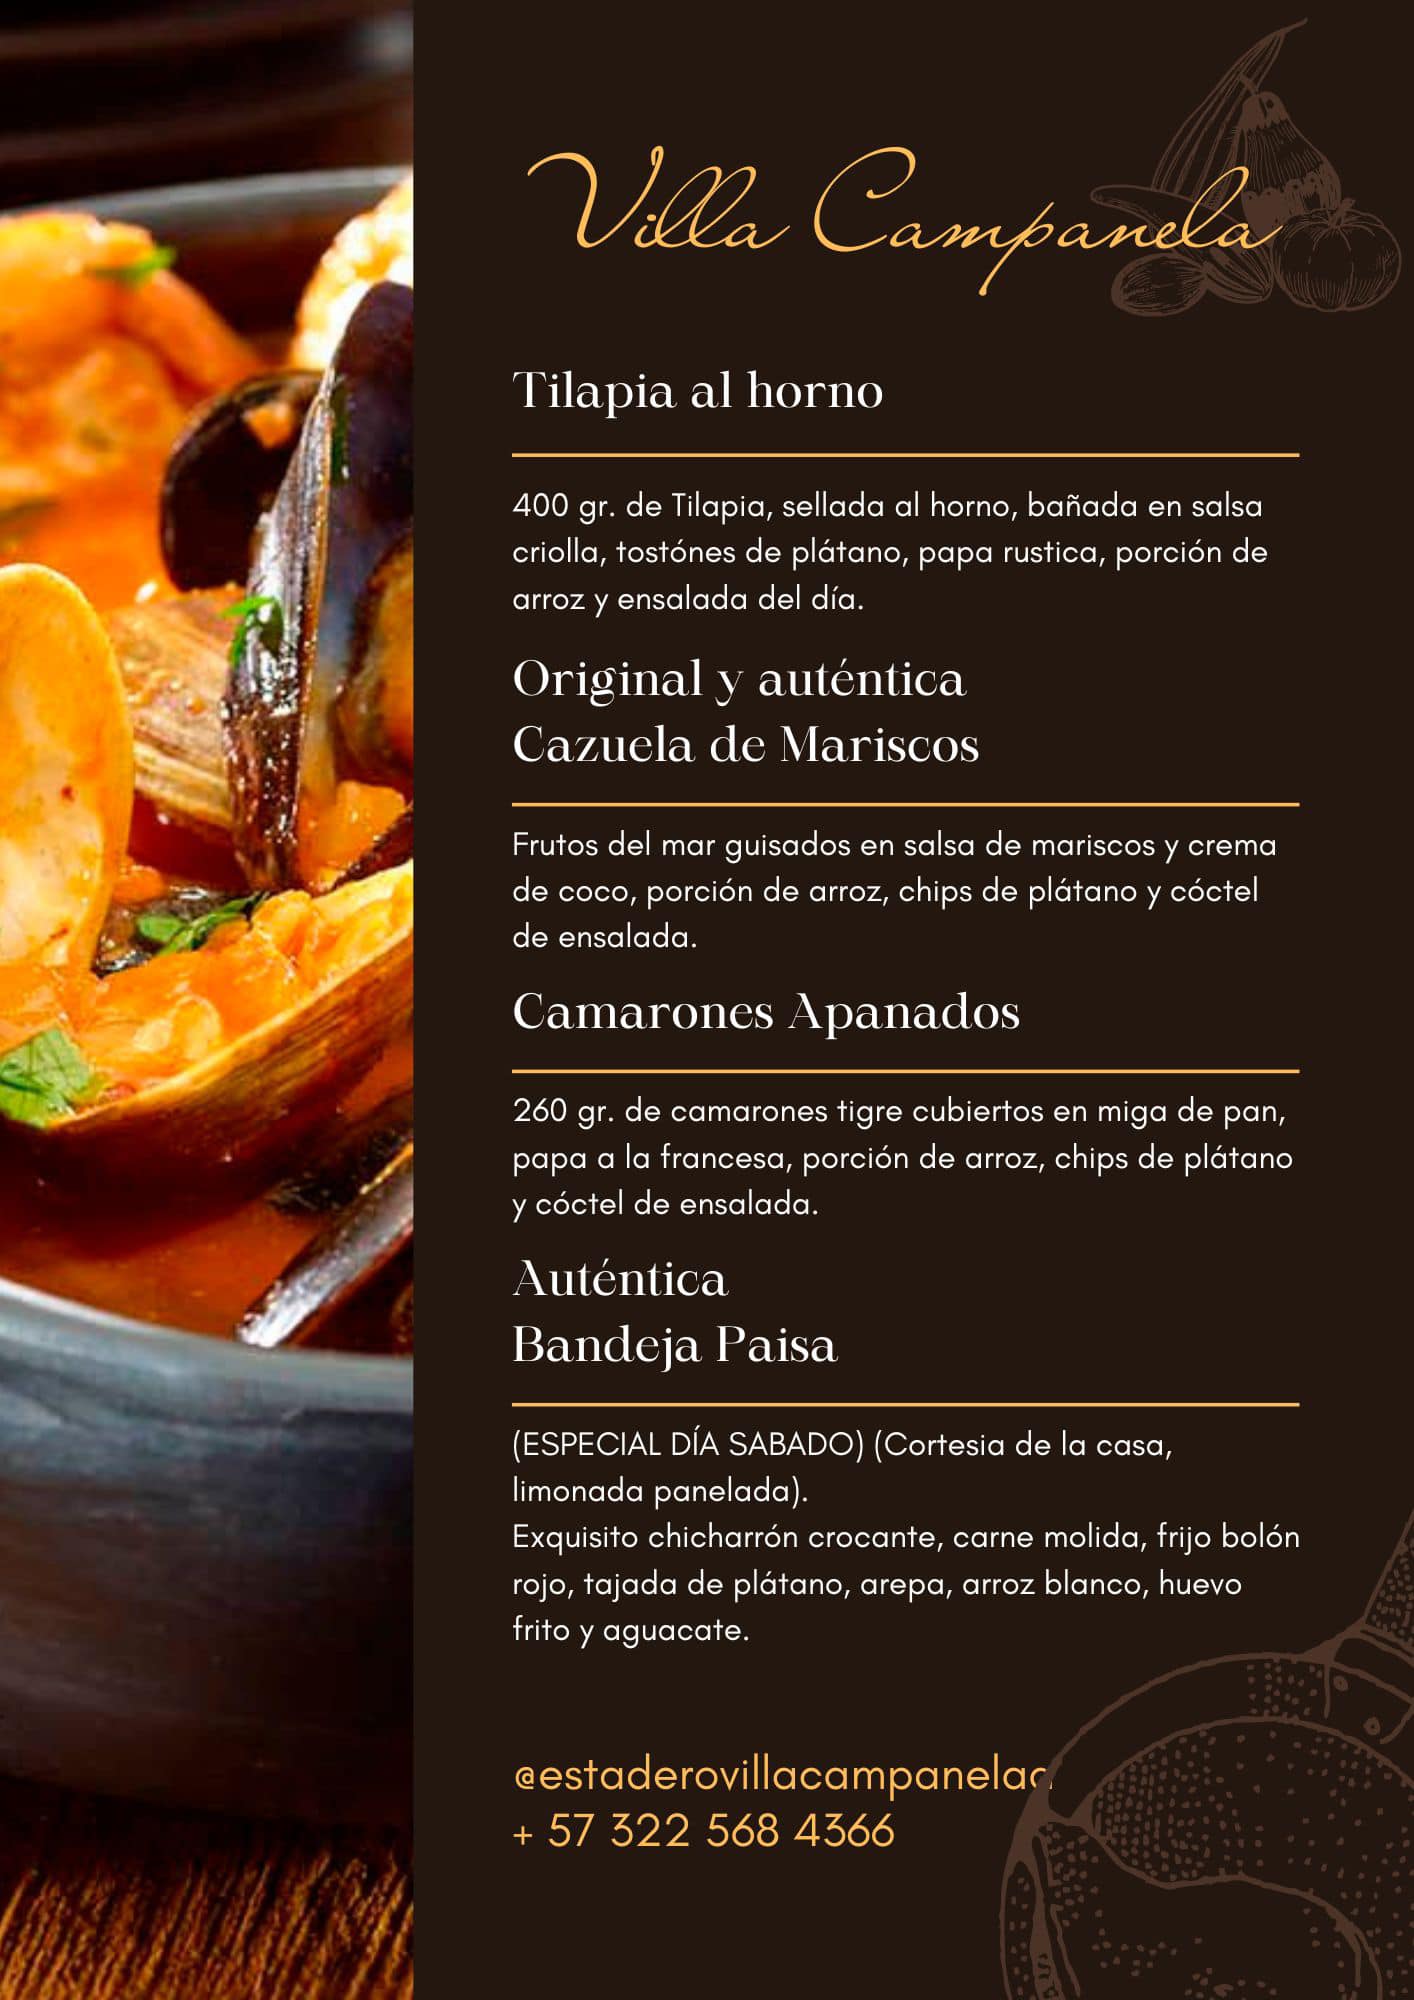 Villa Campanela
Tilapia al horno
400 gr. de Tilapia, sellada al horno, bañada en salsa
criolla, tostónes de plátano, papa rustica, porción de
arroz y ensalada del día.
Original y auténtica
Cazuela de Mariscos
Frutos del mar guisados en salsa de mariscos y crema
de coco, porción de arroz, chips de plátano y cóctel
de ensalada.
Camarones Apanados
260 gr. de camarones tigre cubiertos en miga de pan,
papa a la francesa, porción de arroz, chips de plátano
y cóctel de ensalada.
Auténtica
Bandeja Paisa
(ESPECIAL DÍA SABADO) (Cortesia de la casa,
limonada panelada).
Exquisito chicharrón crocante, carne molida, frijo bolón
rojo, tajada de plátano, arepa, arroz blanco, huevo
frito y aguacate.
+ 57 322 568 4366